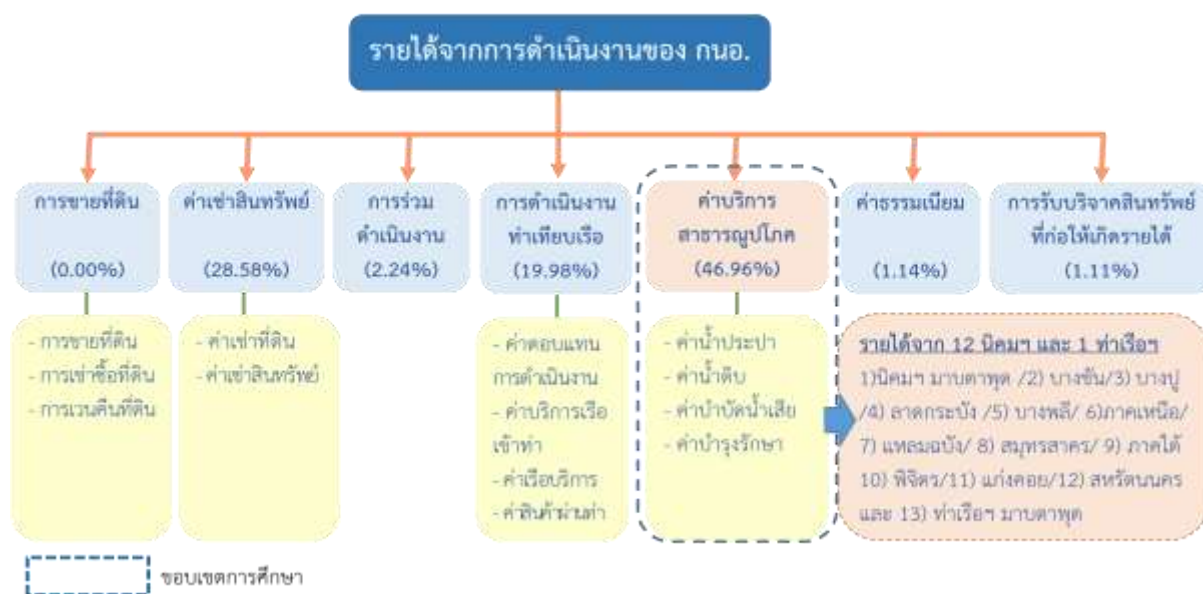 รายได้จากการดำเนินงานของ กนอ.
การขายที่ดิน
(0.00%)
ค่าเช่าสินทรัพย์
(28.58%)
การร่วม
ดำเนินงาน
(2.24%)
การดำเนินงาน
ท่าเทียบเรือ
(19.98%)
ค่าบริการ
สาธารณูปโภค
(46.96%)
ค่าธรรมเนียม
(1.14%)
การรับบริจาคสินทรัพย์
ที่ก่อให้เกิดรายได้
(1.11%)
- การขายที่ดิน
- การเช่าซื้อที่ดิน
- การเวนคืนที่ดิน
- ค่าเช่าที่ดิน
- ค่าเช่าสินทรัพย์
- ค่าตอบแทน
การดำเนินงาน
- ค่าบริการเรือ
เข้าท่า
- ค่าเรือบริการ
- ค่าสินค้าผ่านท่า
- ค่าน้ำประปา
- ค่าน้ำดิบ
- ค่าบำบัดน้ำเสีย
- ค่าบำรุงรักษา
รายได้จาก 12 นิคมฯ และ 1 ท่าเรือฯ
1)นิคมฯ มาบตาพุด /2) บางชัน/3) บางปู
/4) ลาดกระบัง /5) บางพลี/ 6)ภาคเหนือ/
7) แหลมฉบัง/ 8) สมุทรสาคร/ 9) ภาคใต้
10) พิจิตร/11) แก่งคอย/12) สหรัตนนคร
และ 13) ท่าเรือฯ มาบตาพุด
ขอบเขตการศึกษา